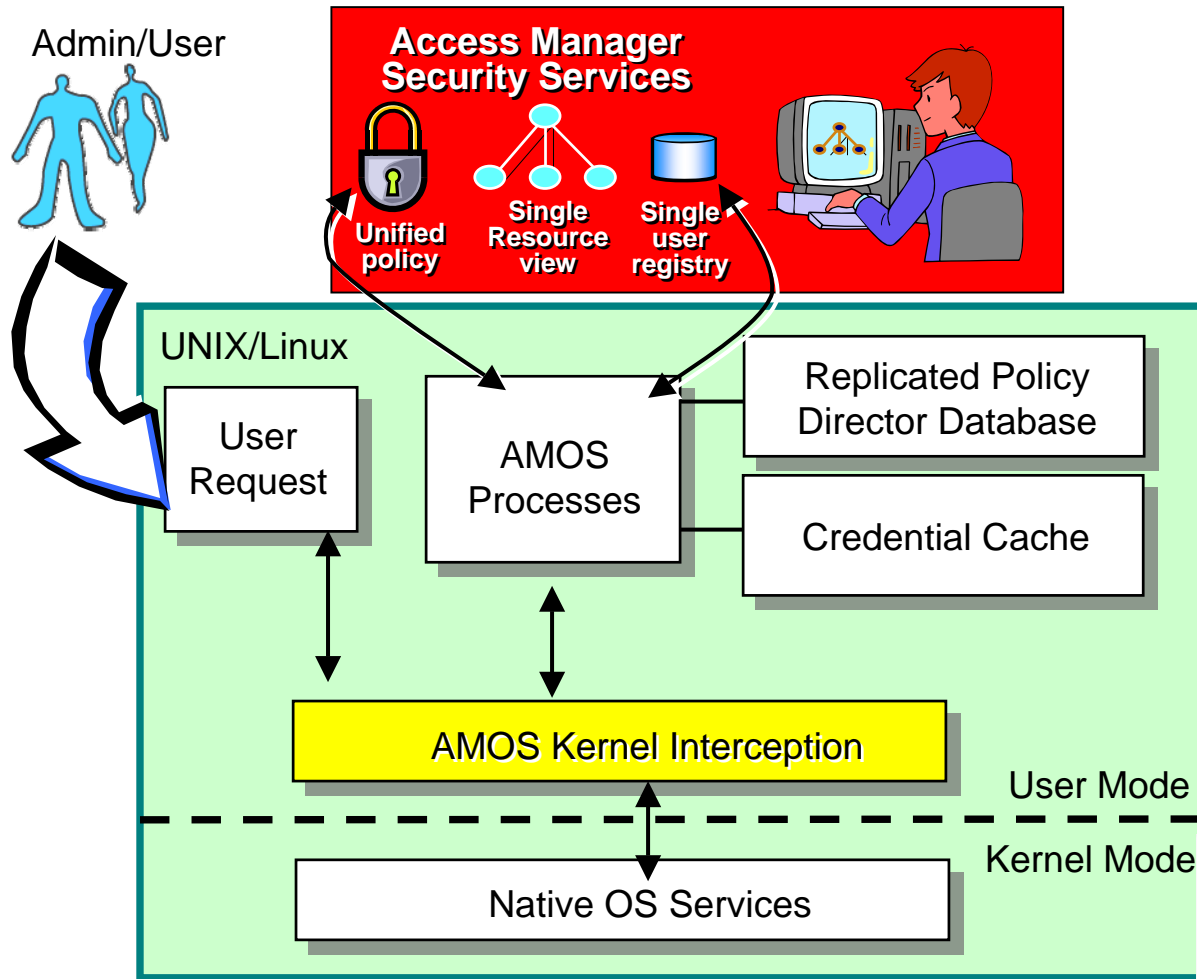 Admin/User
Access Manager
Security Services
Unified
policy
Single
Resource
view
Single
user
registry
UNIX/Linux
User
Request
AMOS
Processes
Replicated Policy
Director Database
Credential Cache
AMOS Kernel Interception
User Mode
Kernel Mode
Native OS Services